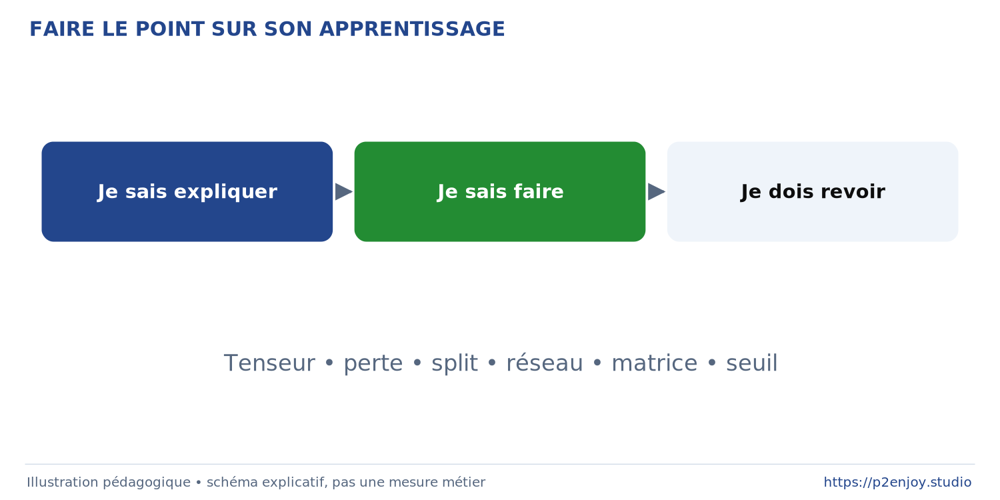 FAIRE LE POINT SUR SON APPRENTISSAGE
Je sais expliquer
Je sais faire
Je dois revoir
Tenseur • perte • split • réseau • matrice • seuil
Illustration pédagogique • schéma explicatif, pas une mesure métier
https://p2enjoy.studio